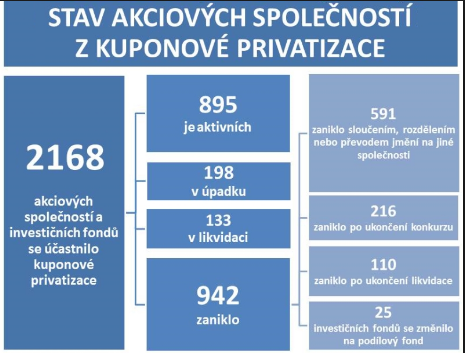 STAV AKCIOVÝCH SPOLEČNOSTÍ
Z KUPONOVÉ PRIVATIZACE
2168
akciových
společností a
investičních fondů
se účastnilo
kuponové
privatizace
895
je aktivních
198
v úpadku
133
v likvidaci
942
zaniklo
591
zaniklo sloučením, rozdělením
nebo převodem jmění na jiné
společnosti
216
zaniklo po ukončení konkurzu
110
zaniklo po ukončení likvidace
25
investičních fondů se změnilo
na podílový fond